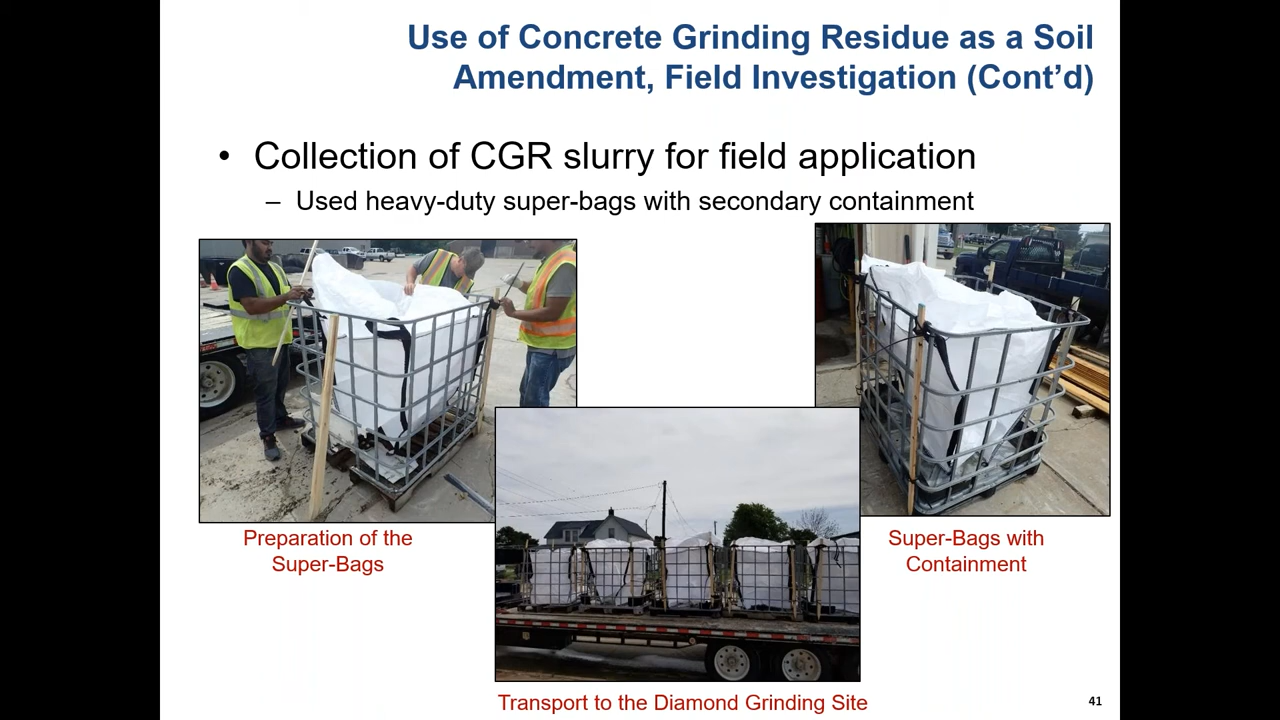 Use of Concrete Grinding Residue as a Soil
Amendment, Field Investigation (Cont’d)
• Collection of CGR slurry for field application
– Used heavy-duty super-bags with secondary containment
Preparation of the
Super-Bags
Super-Bags with
Containment
Transport to the Diamond Grinding Site
41